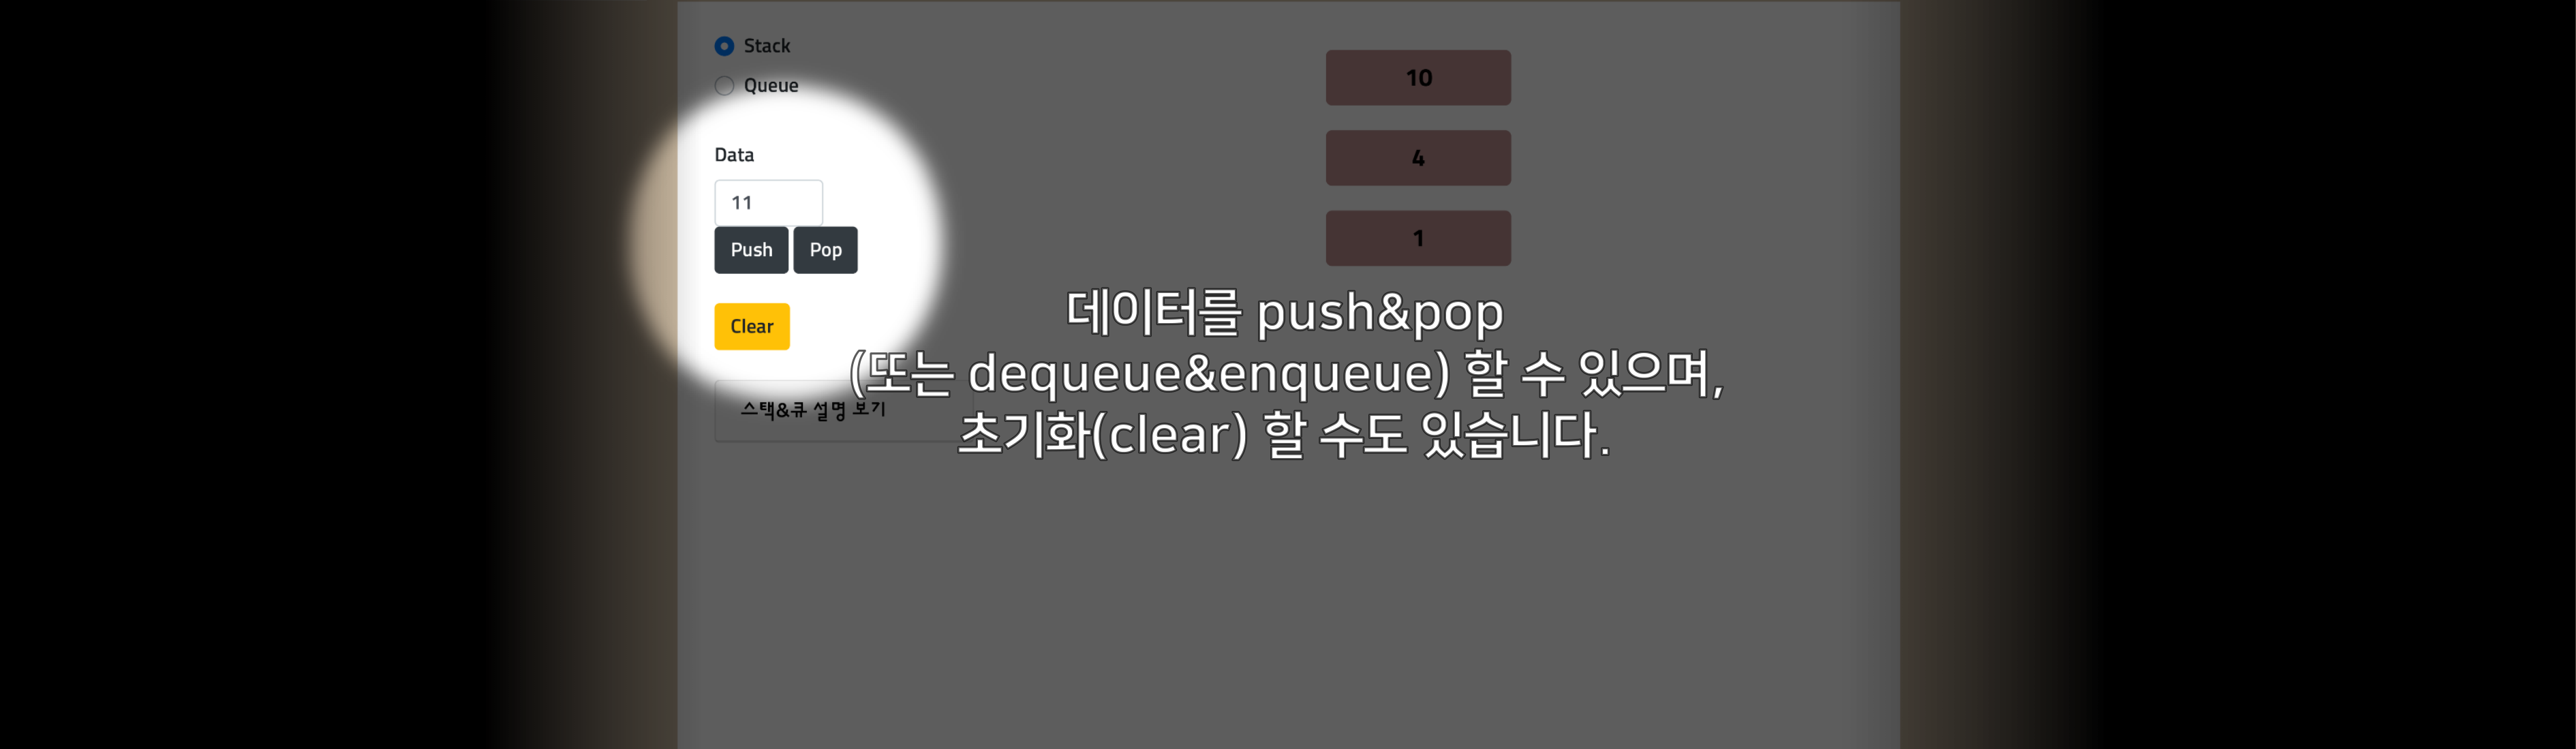 Stack
Queue
Data
11
Push Pop
Clear
스택&큐 설명 보기
10
4
1
데이터를 push&pop
(또는 dequeue&enqueue) 할 수 있으며,
초기화(clear) 할 수도 있습니다.